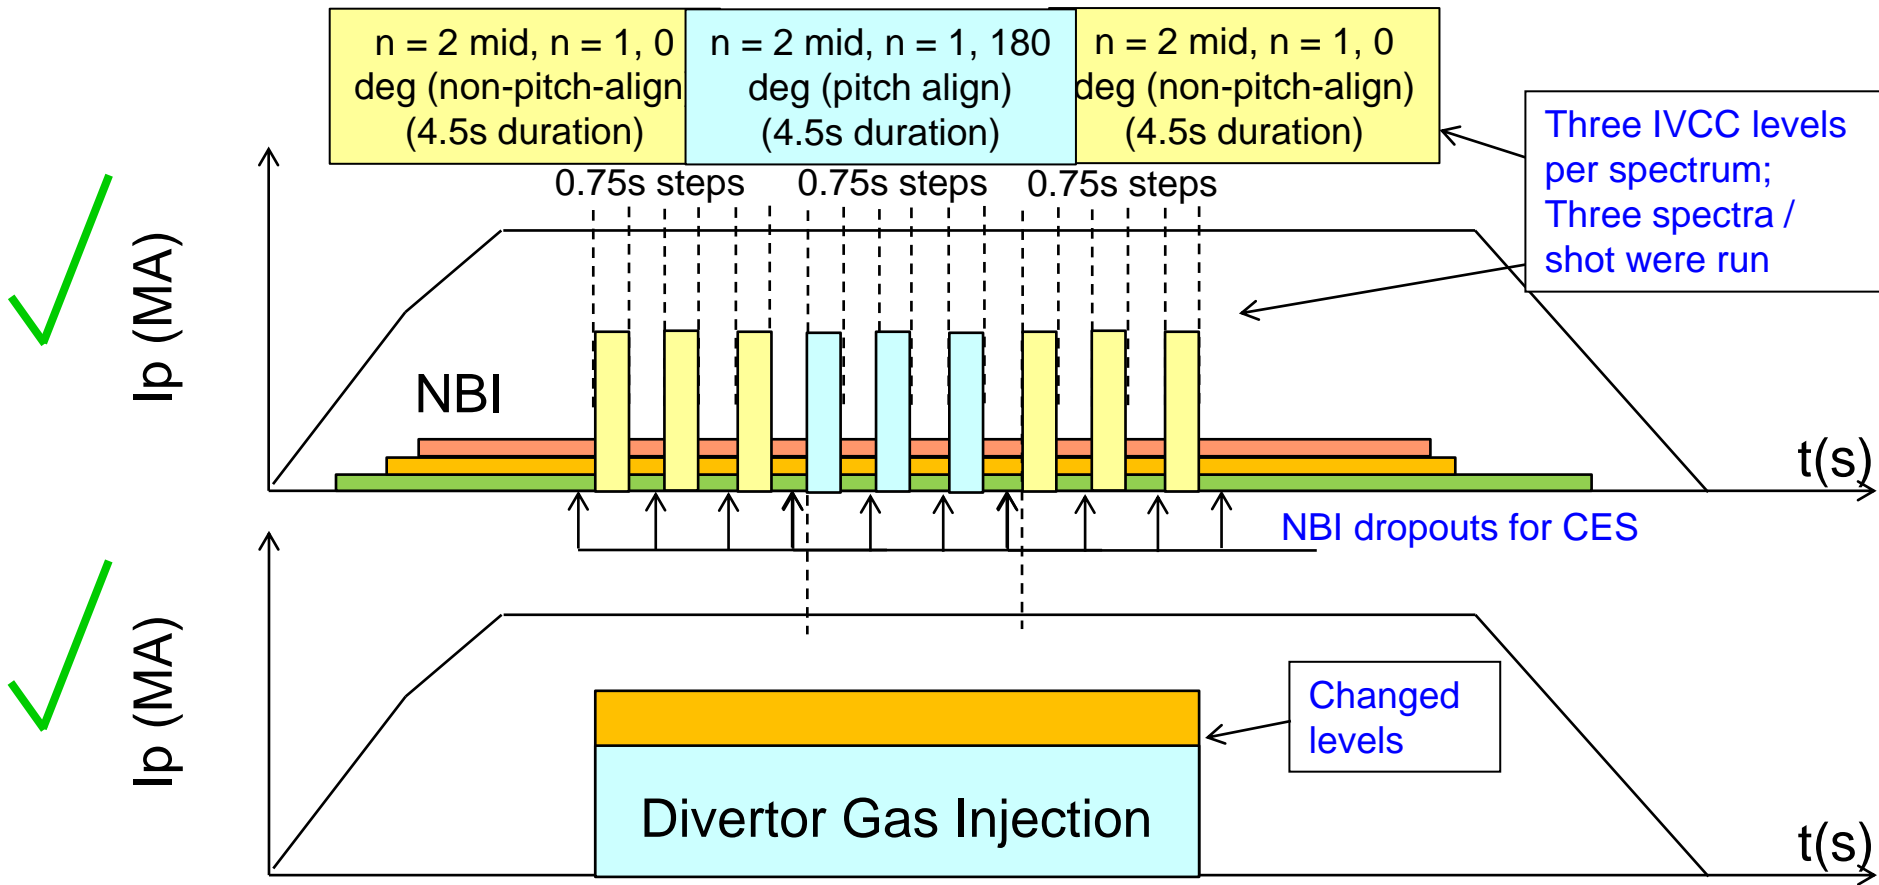 n = 2 mid, n = 1, 0
deg (non-pitch-align
(4.5s duration)
n = 2 mid, n = 1, 180
deg (pitch align)
(4.5s duration)
n = 2 mid, n = 1, 0
deg (non-pitch-align)
(4.5s duration)
Three IVCC levels
per spectrum;
Three spectra /
shot were run
0.75s steps
0.75s steps
0.75s steps
Ip (MA)
NBI
t(s)
NBI dropouts for CES
Ip (MA)
Changed
levels
Divertor Gas Injection
t(s)